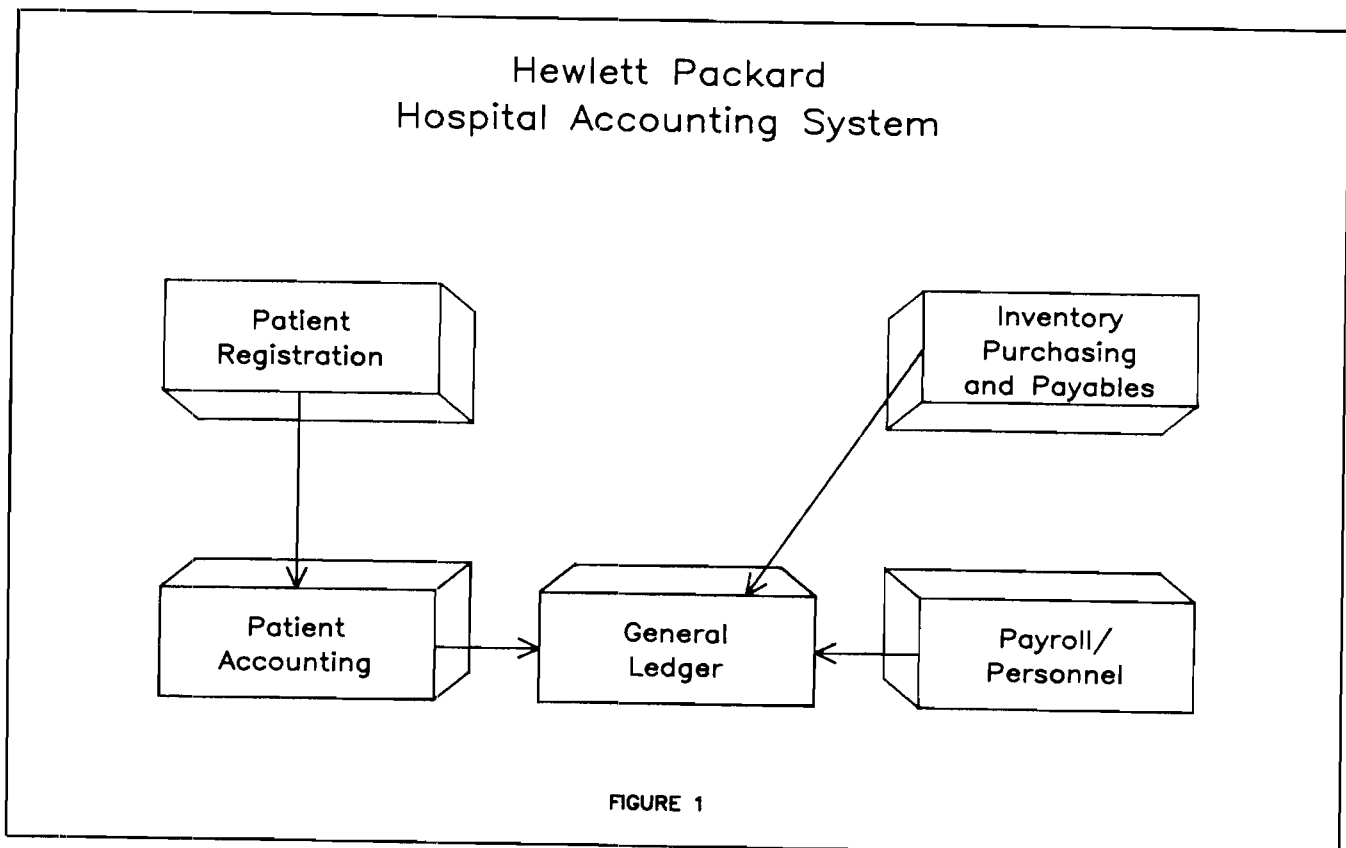 Hewlett Packard
Hospital Accounting System
Patient
Registration
Inventory
Purchasing
and Payables
Patient
Accounting
General
Ledger
Payroll/
Personnel
FIGURE 1